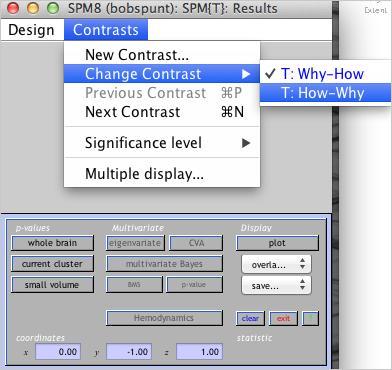 SPM8 (bobspunt): SPM{T}: Results
Extent
Design Contrasts
New Contrast...
Change Contrast
✓ T: Why-How
Previous Contrast ⌘P
T: How-Why
Next Contrast ⌘N
Significance level
Multiple display...
p-values Multivariate Display
whole brain eigenvariate CVA plot
current cluster multivariate Bayes overla...
small volume BMS p-value save...
Hemodynamics clear exit ?
coordinates statistic
x 0.00 y -1.00 z 1.00